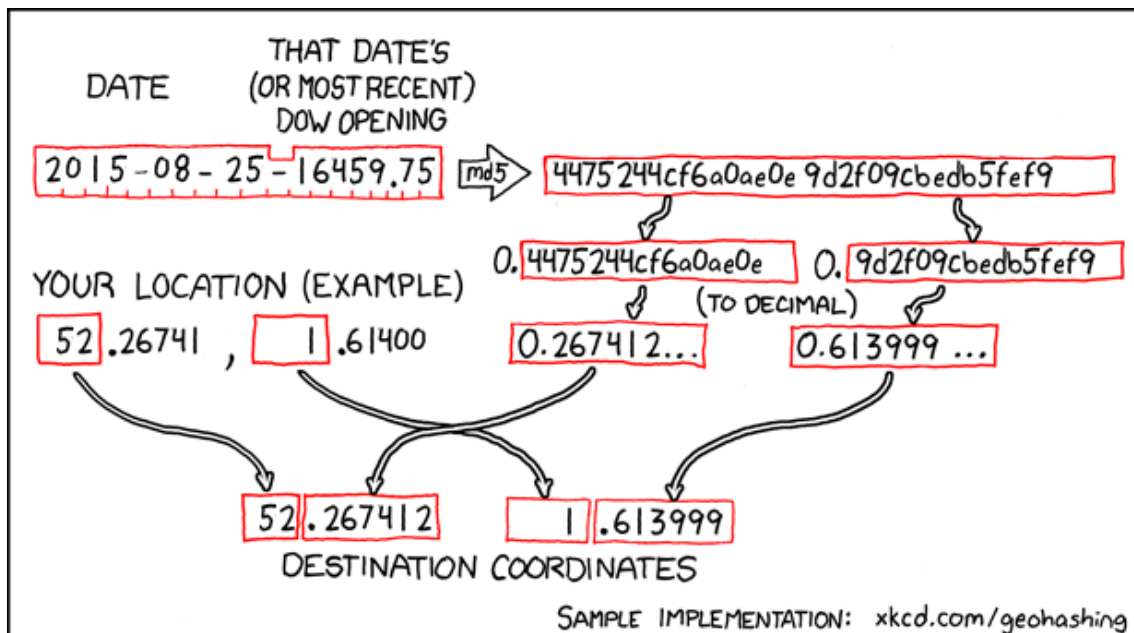 DATE
THAT DATE'S
(OR MOST RECENT)
DOW OPENING
2015-08-25-16459.75
md5
4475244cf6a0ae0e9d2f09cbedb5fef9
0.4475244cf6a0ae0e
0.9d2f09cbedb5fef9
(TO DECIMAL)
YOUR LOCATION (EXAMPLE)
52.26741, 1.61400
0.267412...
0.613999...
52.267412
1.613999
DESTINATION COORDINATES
SAMPLE IMPLEMENTATION: xkcd.com/geohashing